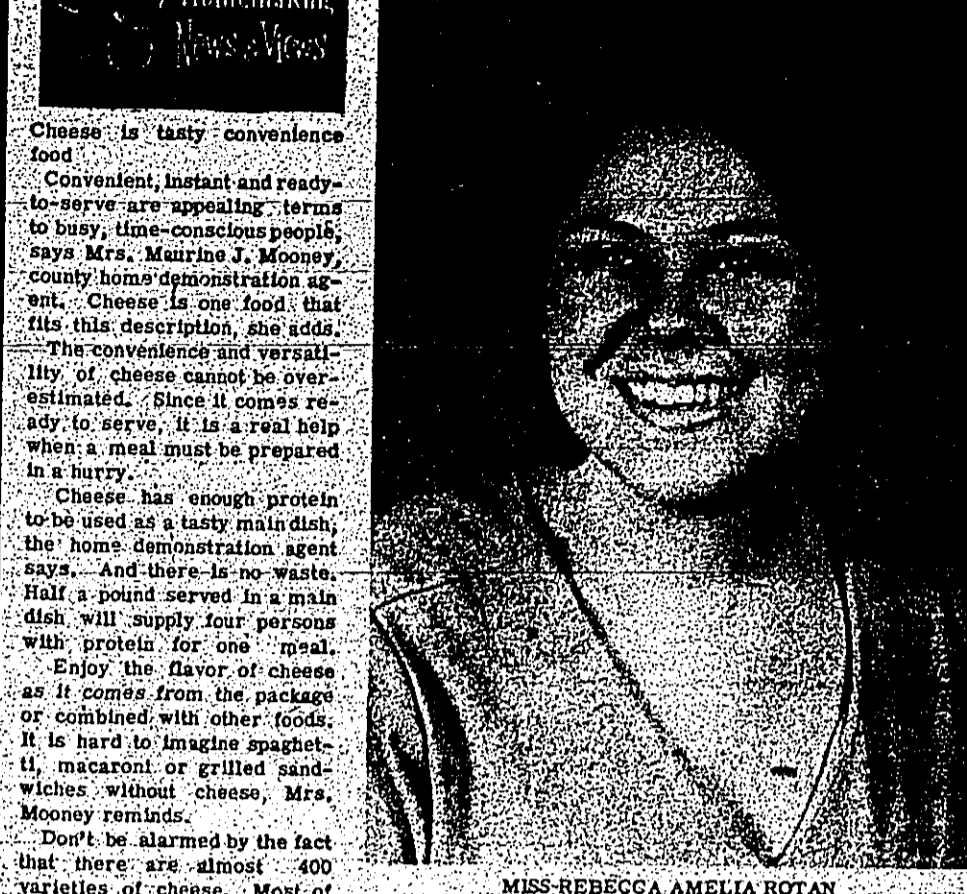 Homemaking
News & Views
Cheese is tasty convenience
food
Convenient, instant and ready-
to-serve are appealing terms
to busy, time-conscious people,
says Mrs. Maurine J. Mooney,
county home demonstration ag-
ent. Cheese is one food that
fits this description, she adds.
The convenience and versati-
lity of cheese cannot be over-
estimated. Since it comes re-
ady to serve, it is a real help
when a meal must be prepared
in a hurry.
Cheese has enough protein
to be used as a tasty main dish,
the home demonstration agent
says. And there is no waste.
Half a pound served in a main
dish will supply four persons
with protein for one meal.
Enjoy the flavor of cheese
as it comes from the package
or combined with other foods.
It is hard to imagine spaghet-
ti, macaroni or grilled sand-
wiches without cheese, Mrs.
Mooney reminds.
Don't be alarmed by the fact
that there are almost 400
varieties of cheese. Most of
MISS REBECCA AMELIA ROTAN